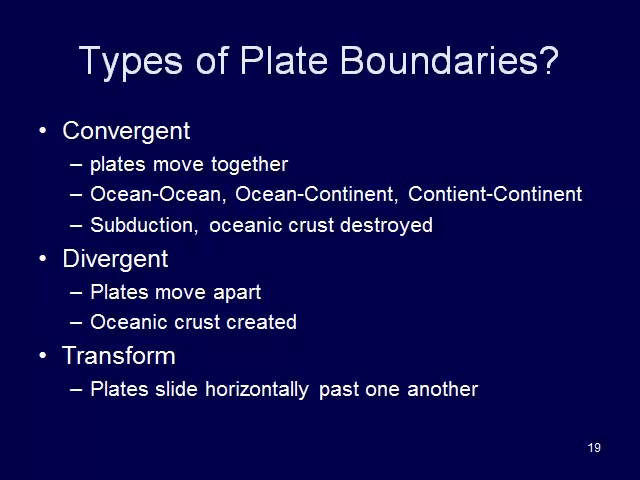 Types of Plate Boundaries?
• Convergent
– plates move together
– Ocean-Ocean, Ocean-Continent, Contient-Continent
– Subduction, oceanic crust destroyed
• Divergent
– Plates move apart
– Oceanic crust created
• Transform
– Plates slide horizontally past one another
19